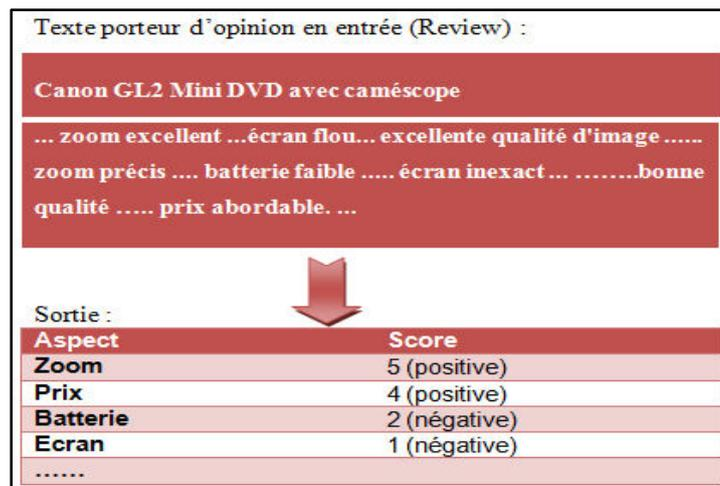 Texte porteur d’opinion en entrée (Review) :
Canon GL2 Mini DVD avec caméscope
... zoom excellent ...écran flou... excellente qualité d'image ......
zoom précis .... batterie faible ..... écran inexact ... ........bonne
qualité ..... prix abordable. ...
Sortie :
Aspect Score
Zoom 5 (positive)
Prix 4 (positive)
Batterie 2 (négative)
Ecran 1 (négative)
......